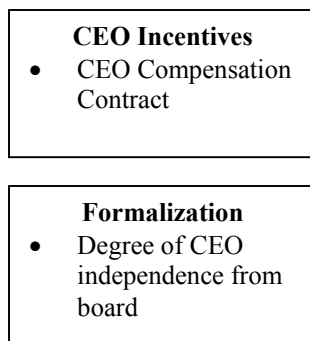 CEO Incentives
• CEO Compensation
Contract
Formalization
• Degree of CEO
independence from
board